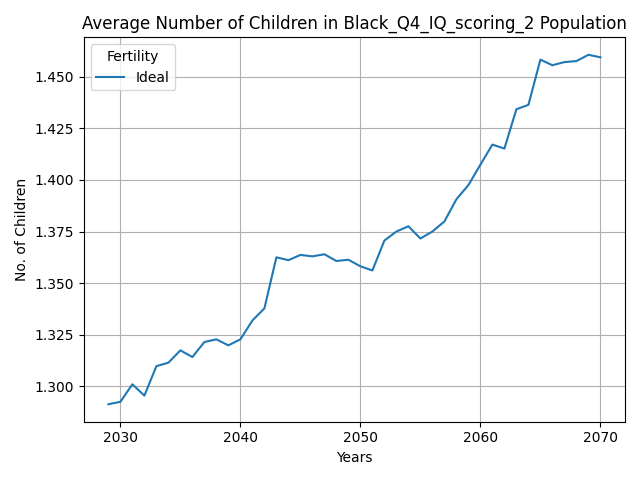 Average Number of Children in Black_Q4_IQ_scoring_2 Population
Fertility
Ideal
1.450
1.425
1.400
1.375
1.350
1.325
1.300
No. of Children
2030 2040 2050 2060 2070
Years